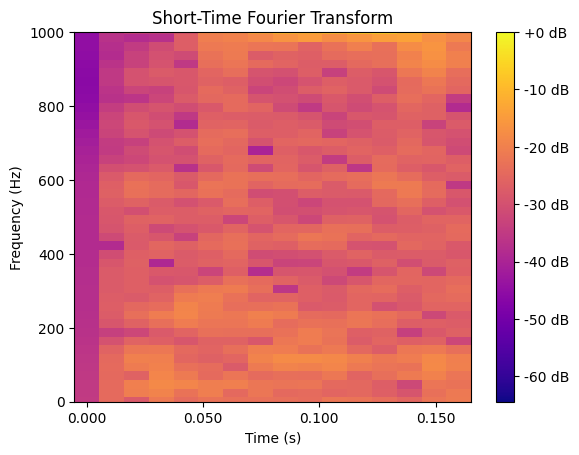 Short-Time Fourier Transform
1000
800
600
400
200
0
Frequency (Hz)
0.000
0.050
0.100
0.150
Time (s)
+0 dB
-10 dB
-20 dB
-30 dB
-40 dB
-50 dB
-60 dB